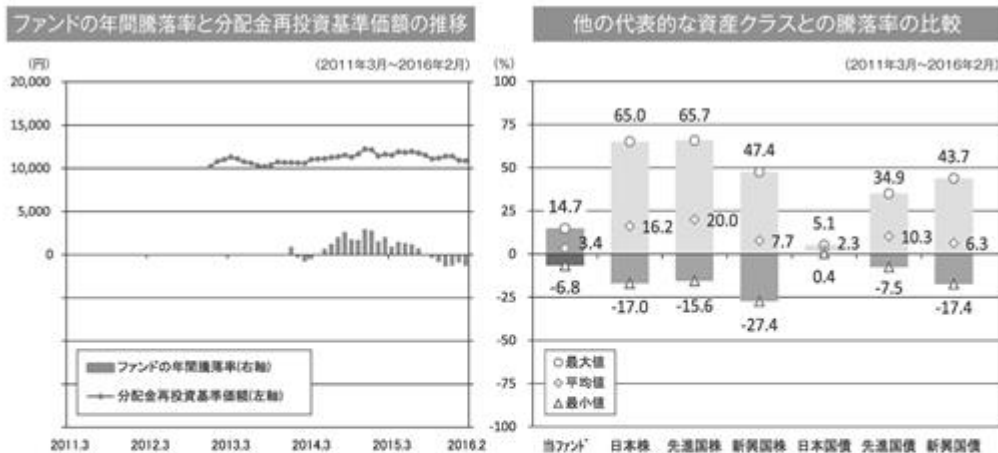 ファンドの年間騰落率と分配金再投資基準価額の推移
(円)
(2011年3月～2016年2月)
20,000
15,000
10,000
5,000
0
ファンドの年間騰落率(右軸)
分配金再投資基準価額(左軸)
2011.3 2012.3 2013.3 2014.3 2015.3 2016.2
他の代表的な資産クラスとの騰落率の比較
(%)
(2011年3月～2016年2月)
100
75
50
25
0
-25
-50
-75
-100
14.7 65.0 65.7 47.4 5.1 34.9 43.7
3.4 16.2 20.0 7.7 2.3 10.3 6.3
-6.8 -17.0 -15.6 -27.4 0.4 -7.5 -17.4
最大値
平均値
最小値
当ファンド 日本株 先進国株 新興国株 日本国債 先進国債 新興国債